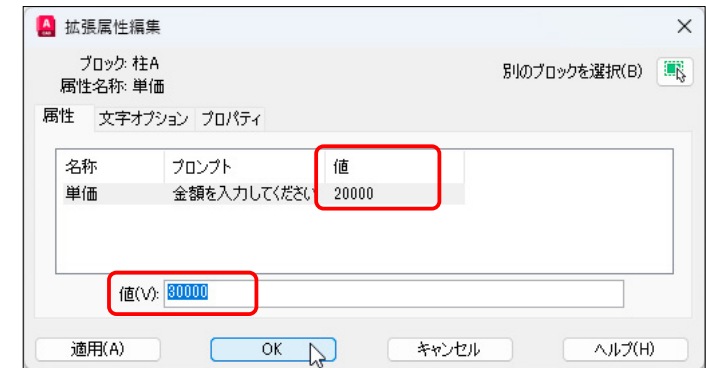 拡張属性編集
ブロック: 柱A
属性名称: 単価
別のブロックを選択(B)
属性 文字オプション プロパティ
名称 プロンプト 値
単価 金額を入力してください 20000
値(V): 30000
適用(A) OK キャンセル ヘルプ(H)